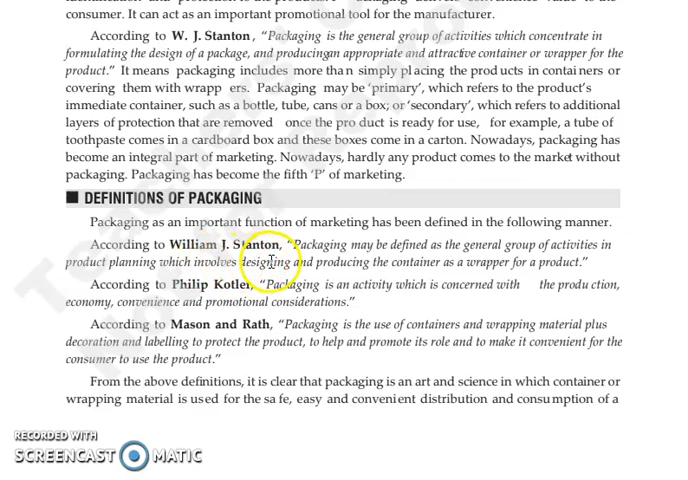 consumer. It can act as an important promotional tool for the manufacturer.
According to W. J. Stanton, “Packaging is the general group of activities which concentrate in
formulating the design of a package, and producingan appropriate and attractive container or wrapper for the
product.” It means packaging includes more than simply placing the products in containers or
covering them with wrapp ers. Packaging may be ‘primary’, which refers to the product’s
immediate container, such as a bottle, tube, cans or a box; or ‘secondary’, which refers to additional
layers of protection that are removed once the product is ready for use, for example, a tube of
toothpaste comes in a cardboard box and these boxes come in a carton. Nowadays, packaging has
become an integral part of marketing. Nowadays, hardly any product comes to the market without
packaging. Packaging has become the fifth ‘P’ of marketing.
■ DEFINITIONS OF PACKAGING
Packaging as an important function of marketing has been defined in the following manner.
According to William J. Stanton, “Packaging may be defined as the general group of activities in
product planning which involves designing and producing the container as a wrapper for a product.”
According to Philip Kotler, “Packaging is an activity which is concerned with the production,
economy, convenience and promotional considerations.”
According to Mason and Rath, “Packaging is the use of containers and wrapping material plus
decoration and labelling to protect the product, to help and promote its role and to make it convenient for the
consumer to use the product.”
From the above definitions, it is clear that packaging is an art and science in which container or
wrapping material is used for the safe, easy and convenient distribution and consumption of a
RECORDED WITH
SCREENCAST MATIC